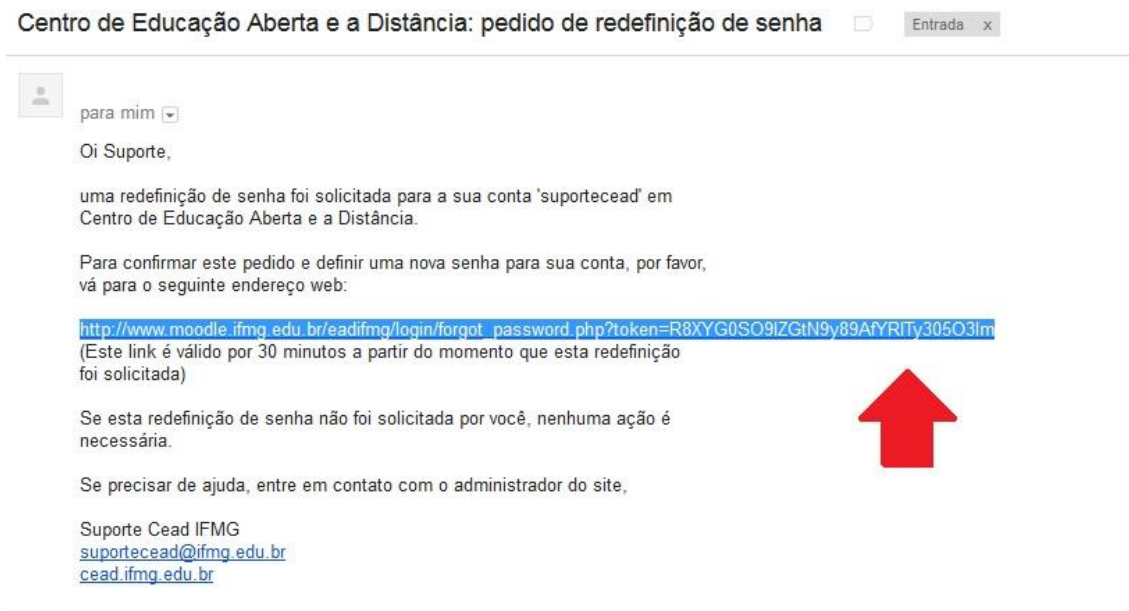 Centro de Educação Aberta e a Distância: pedido de redefinição de senha Entrada x
para mim
Oi Suporte,
uma redefinição de senha foi solicitada para a sua conta 'suportecead' em
Centro de Educação Aberta e a Distância.
Para confirmar este pedido e definir uma nova senha para sua conta, por favor,
vá para o seguinte endereço web:
http://www.moodle.ifmg.edu.br/eadifmg/login/forgot_password.php?token=R8XYG0SO9lZGtN9y89AfYRlTy305O3lm
(Este link é válido por 30 minutos a partir do momento que esta redefinição
foi solicitada)
Se esta redefinição de senha não foi solicitada por você, nenhuma ação é
necessária.
Se precisar de ajuda, entre em contato com o administrador do site,
Suporte Cead IFMG
suportecead@ifmg.edu.br
cead.ifmg.edu.br